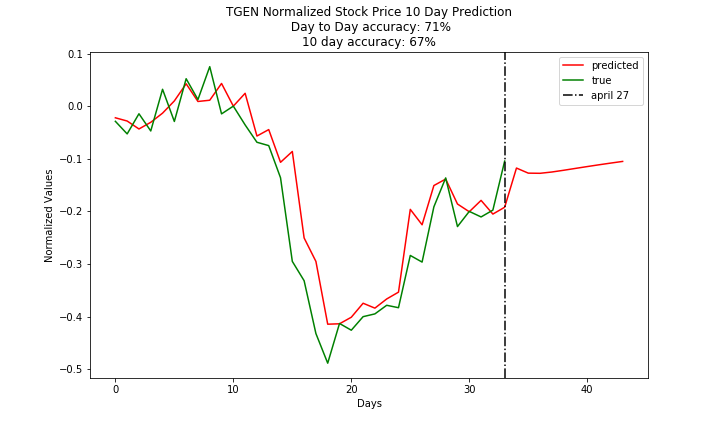 TGEN Normalized Stock Price 10 Day Prediction
Day to Day accuracy: 71%
10 day accuracy: 67%
predicted
true
april 27
Normalized Values
0.1
0.0
−0.1
−0.2
−0.3
−0.4
−0.5
0 10 20 30 40
Days